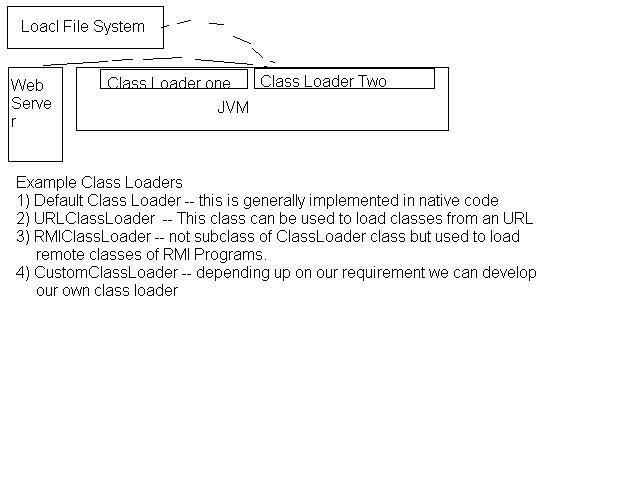 Loacl File System
Web
Serve
r
Class Loader one
Class Loader Two
JVM
Example Class Loaders
1) Default Class Loader -- this is generally implemented in native code
2) URLClassLoader -- This class can be used to load classes from an URL
3) RMIClassLoader -- not subclass of ClassLoader class but used to load
remote classes of RMI Programs.
4) CustomClassLoader -- depending up on our requirement we can develop
our own class loader